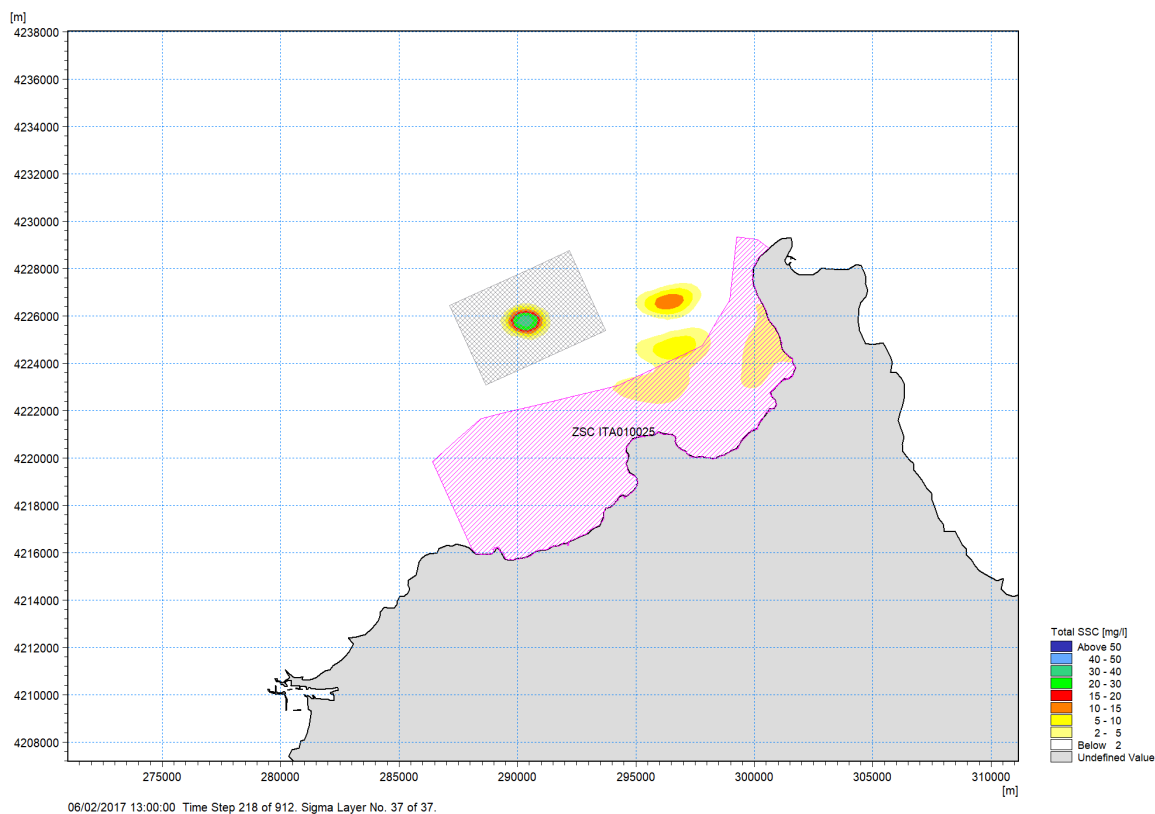 [m]
4238000
4236000
4234000
4232000
4230000
4228000
4226000
4224000
4222000
ZSC ITA010025
4220000
4218000
4216000
4214000
4212000
4210000
4208000
275000 280000 285000 290000 295000 300000 305000 310000
[m]
Total SSC [mg/l]
Above 50
40 - 50
30 - 40
20 - 30
15 - 20
10 - 15
5 - 10
2 - 5
Below 2
Undefined Value
06/02/2017 13:00:00 Time Step 218 of 912. Sigma Layer No. 37 of 37.